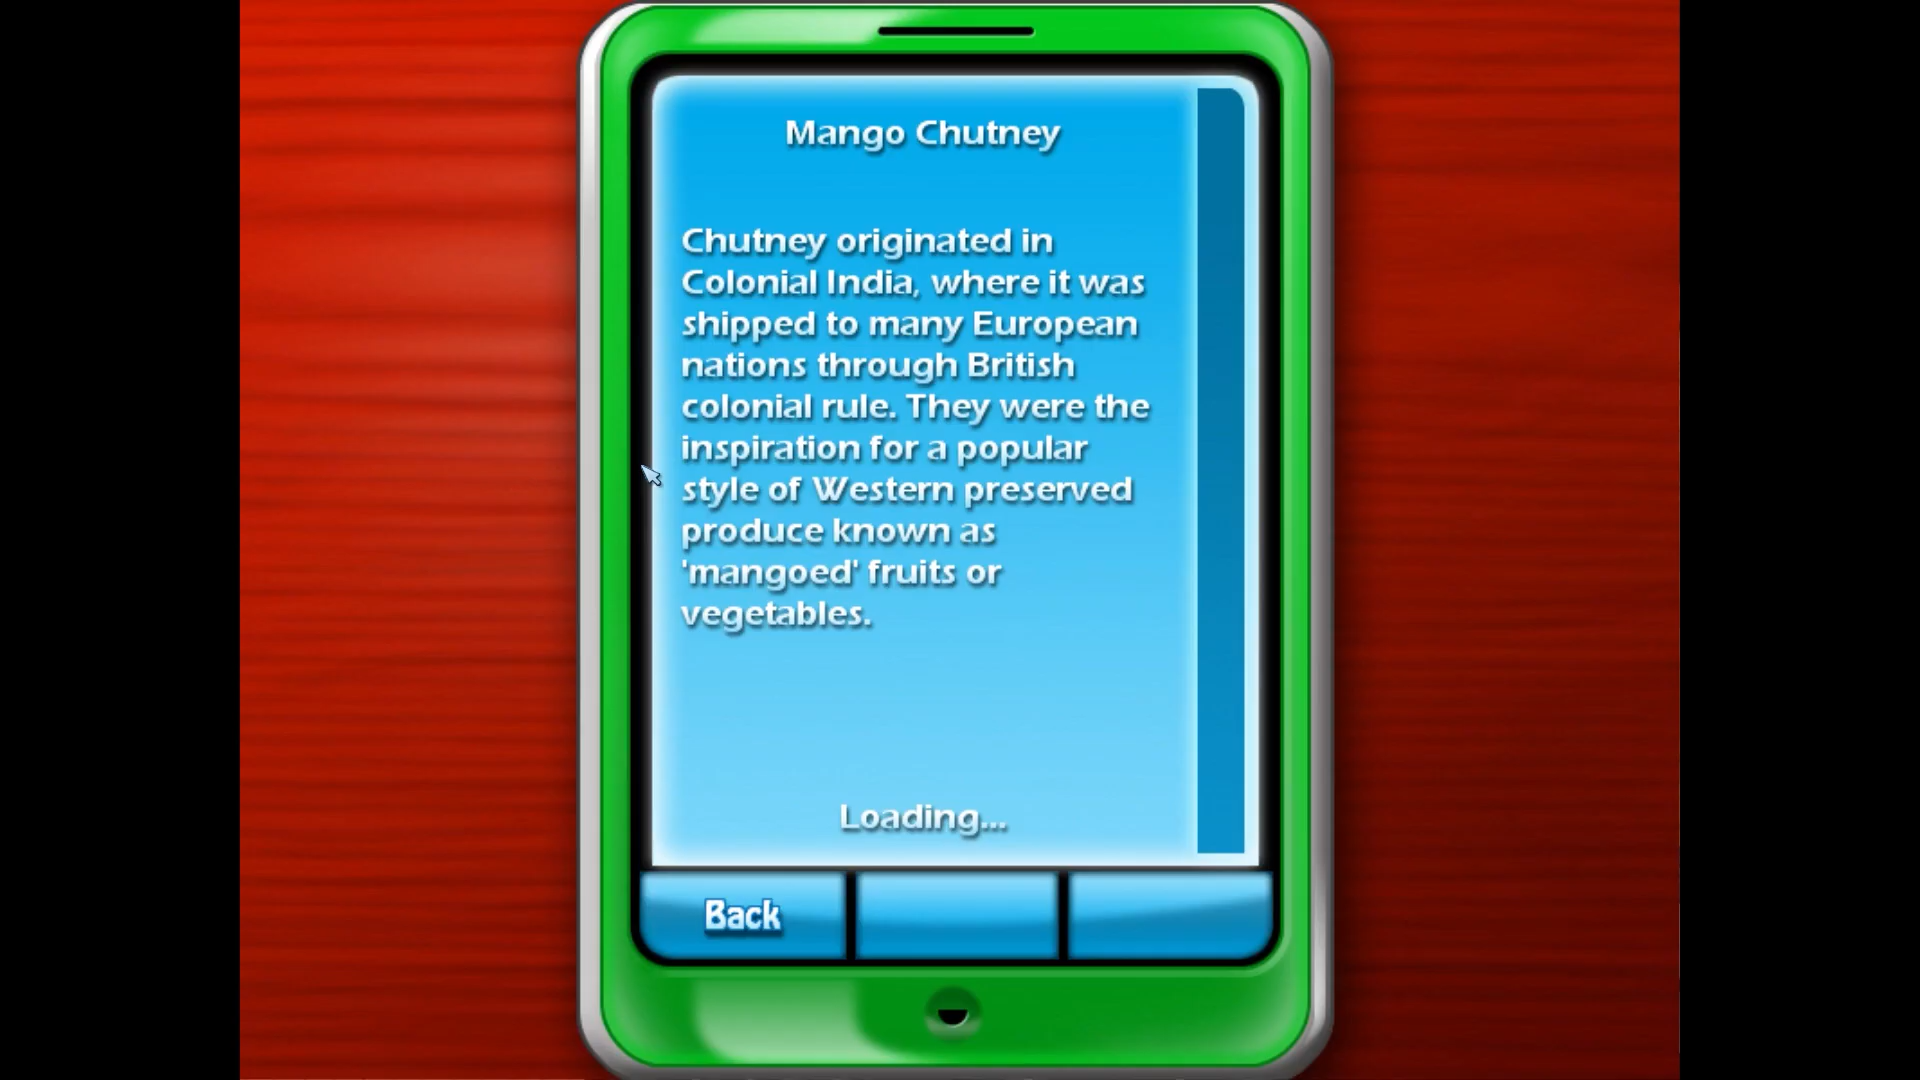 Mango Chutney
Chutney originated in
Colonial India, where it was
shipped to many European
nations through British
colonial rule. They were the
inspiration for a popular
style of Western preserved
produce known as
'mangoed' fruits or
vegetables.
Loading...
Back